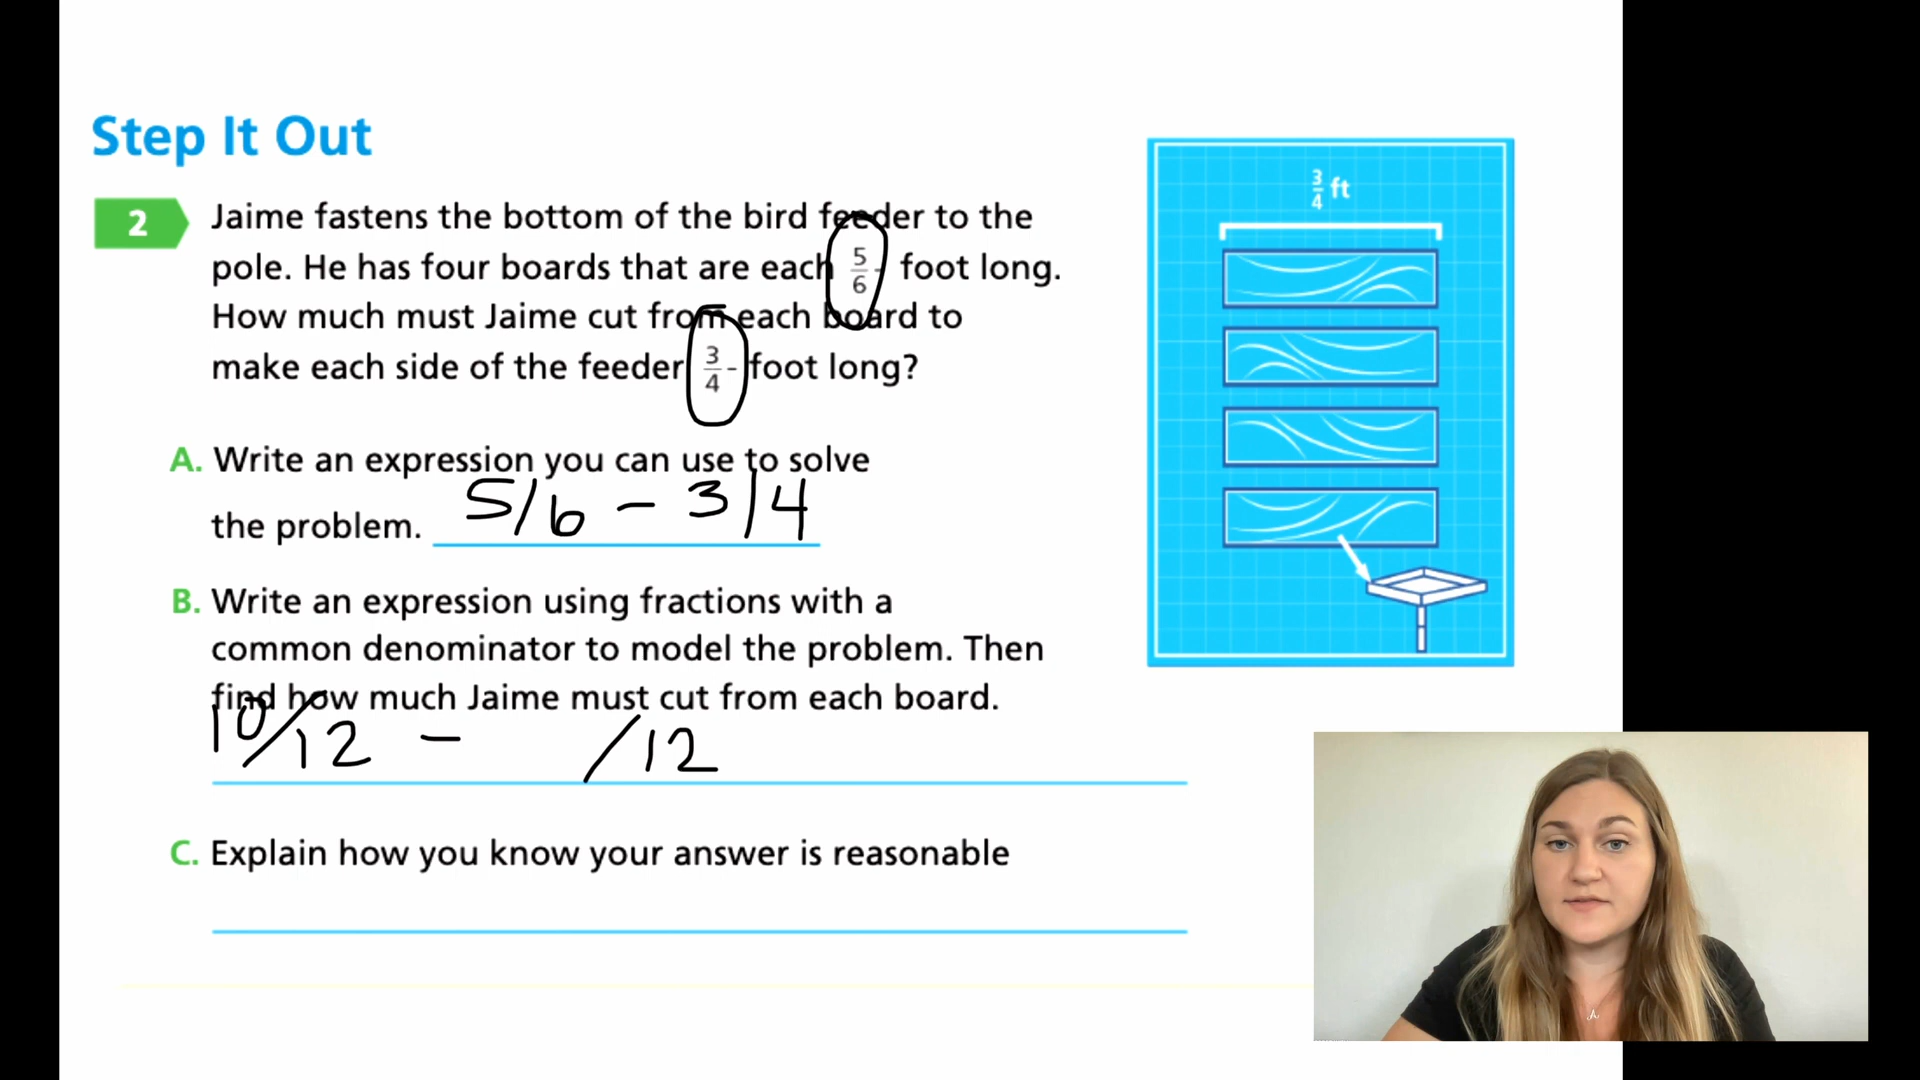 Step It Out
2 Jaime fastens the bottom of the bird feeder to the
pole. He has four boards that are each 5/6 - foot long.
How much must Jaime cut from each board to
make each side of the feeder 3/4 - foot long?
A. Write an expression you can use to solve
the problem. 5/6 - 3/4
B. Write an expression using fractions with a
common denominator to model the problem. Then
find how much Jaime must cut from each board.
10/12 - /12
C. Explain how you know your answer is reasonable
3/4 ft
A